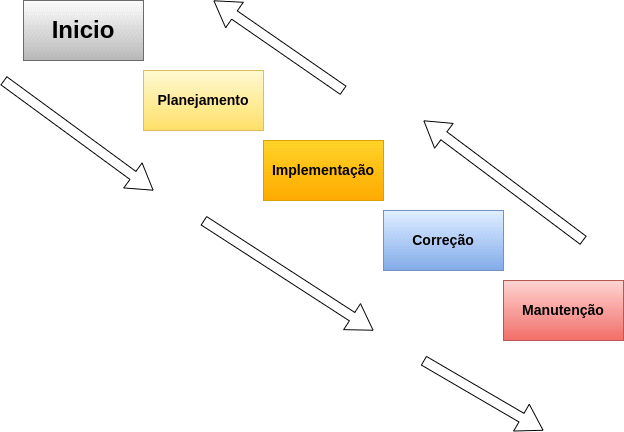 Inicio
Planejamento
Implementação
Correção
Manutenção